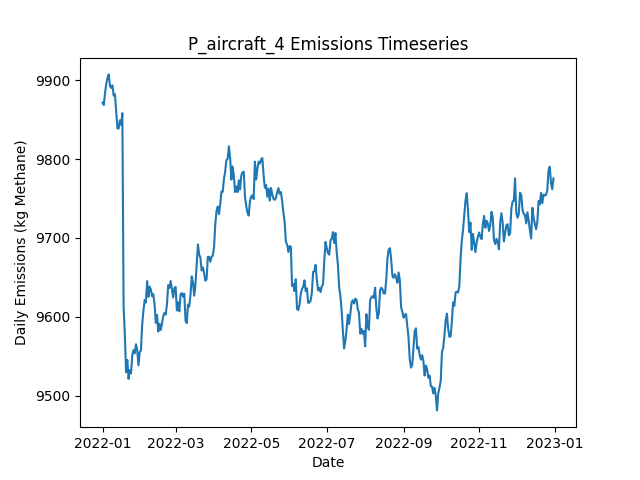 P_aircraft_4 Emissions Timeseries
Daily Emissions (kg Methane)
9900
9800
9700
9600
9500
2022-01 2022-03 2022-05 2022-07 2022-09 2022-11 2023-01
Date